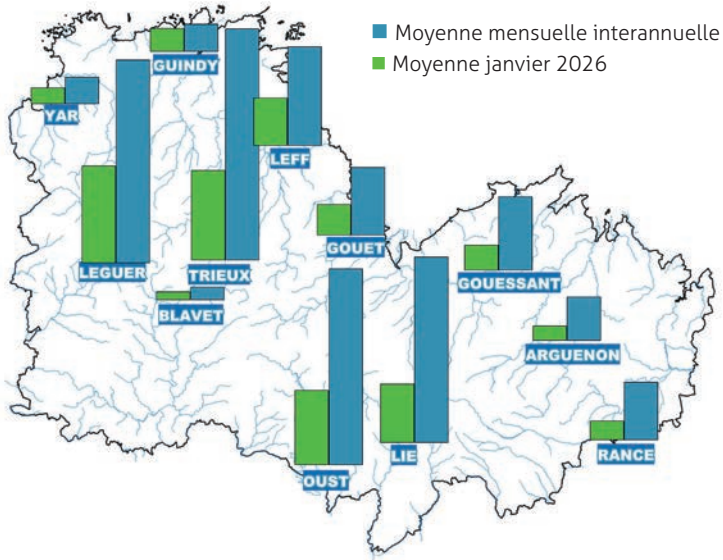 Moyenne mensuelle interannuelle
Moyenne janvier 2026
GUINDY
YAR
LEFF
GOUET
LEGUER
TRIEUX
GOUESSANT
BLAVET
ARGUENON
OUST
LIE
RANCE